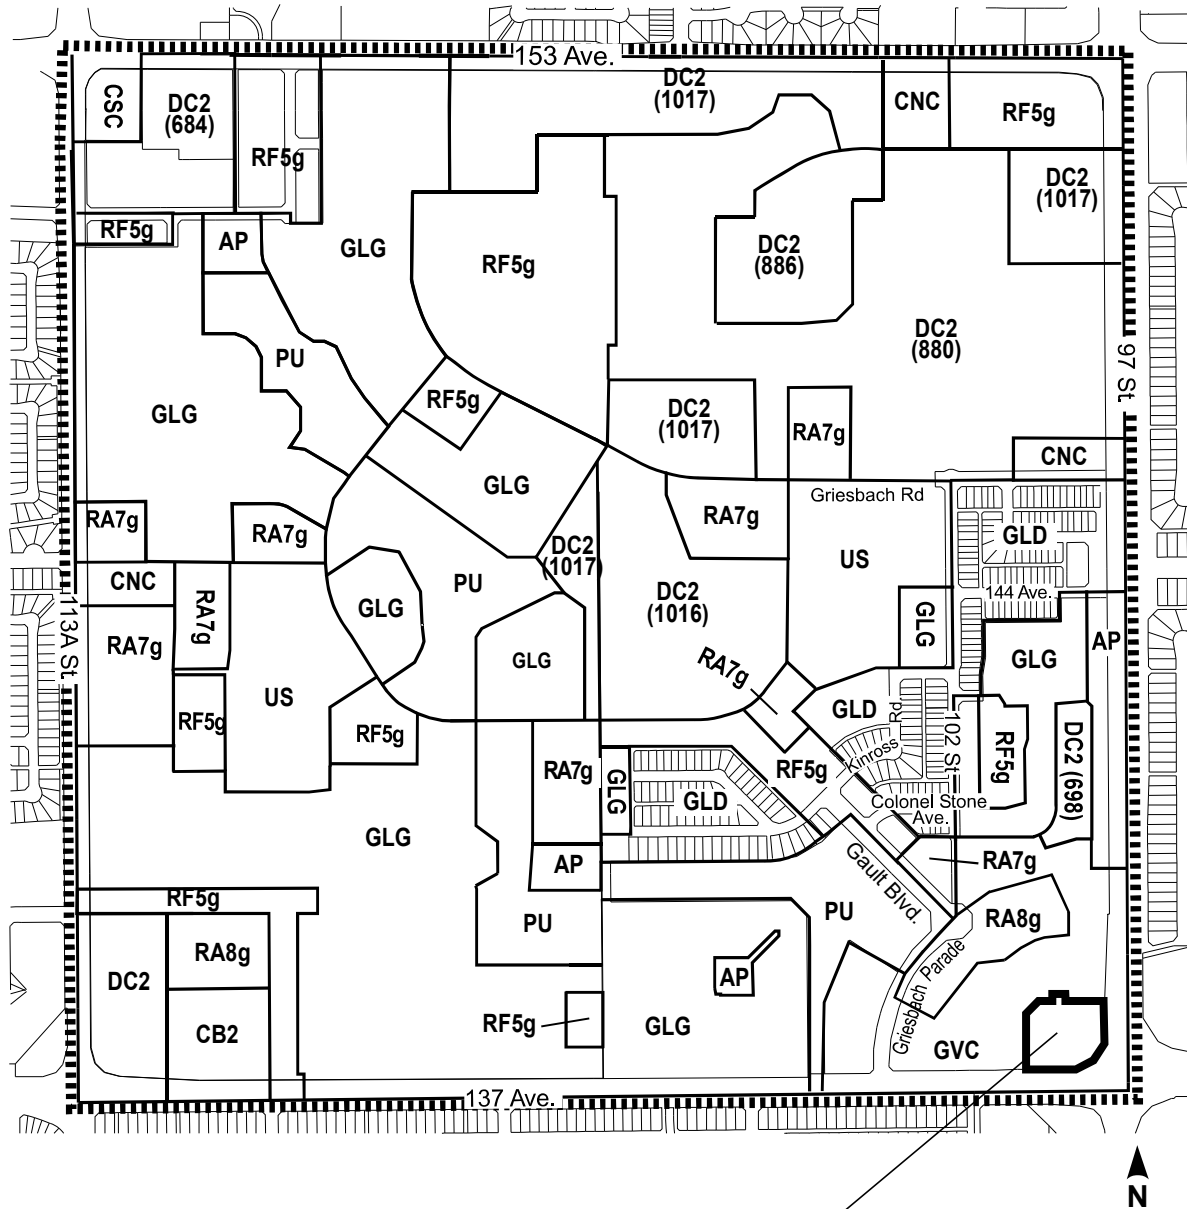 153 Ave.
CSC
DC2
(684)
RF5g
DC2
(1017)
CNC
RF5g
RF5g
AP
GLG
RF5g
DC2
(886)
DC2
(1017)
PU
DC2
(880)
97 St
GLG
RF5g
DC2
(1017)
RA7g
CNC
GLG
Griesbach Rd
RA7g
RA7g
RA7g
GLD
DC2
(1017)
US
CNC
RA7g
PU
GLG
DC2
(1016)
GLG
144 Ave.
113A St
RA7g
GLG
RA7g
GLG
AP
US
RF5g
RF5g
GLD
Rd
Kinross
102 St
RF5g
DC2 (698)
RA7g
GLG
GLD
RF5g
Colonel Stone
Ave.
GLG
AP
RA7g
RF5g
PU
Gault Blvd.
PU
RA8g
RA8g
DC2
AP
Griesbach Parade
RF5g
GLG
CB2
GVC
137 Ave.
N